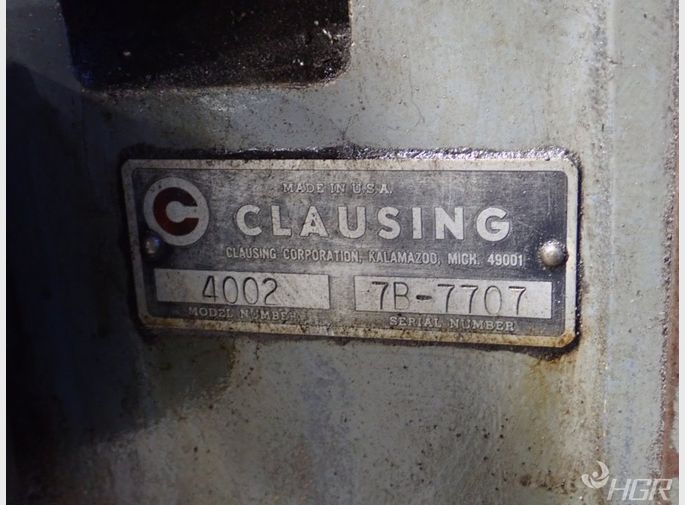 MADE IN U.S.A.
C CLAUSING
CLAUSING CORPORATION, KALAMAZOO, MICH. 49001
4002 7B-7707
MODEL NUMBER SERIAL NUMBER
HGR